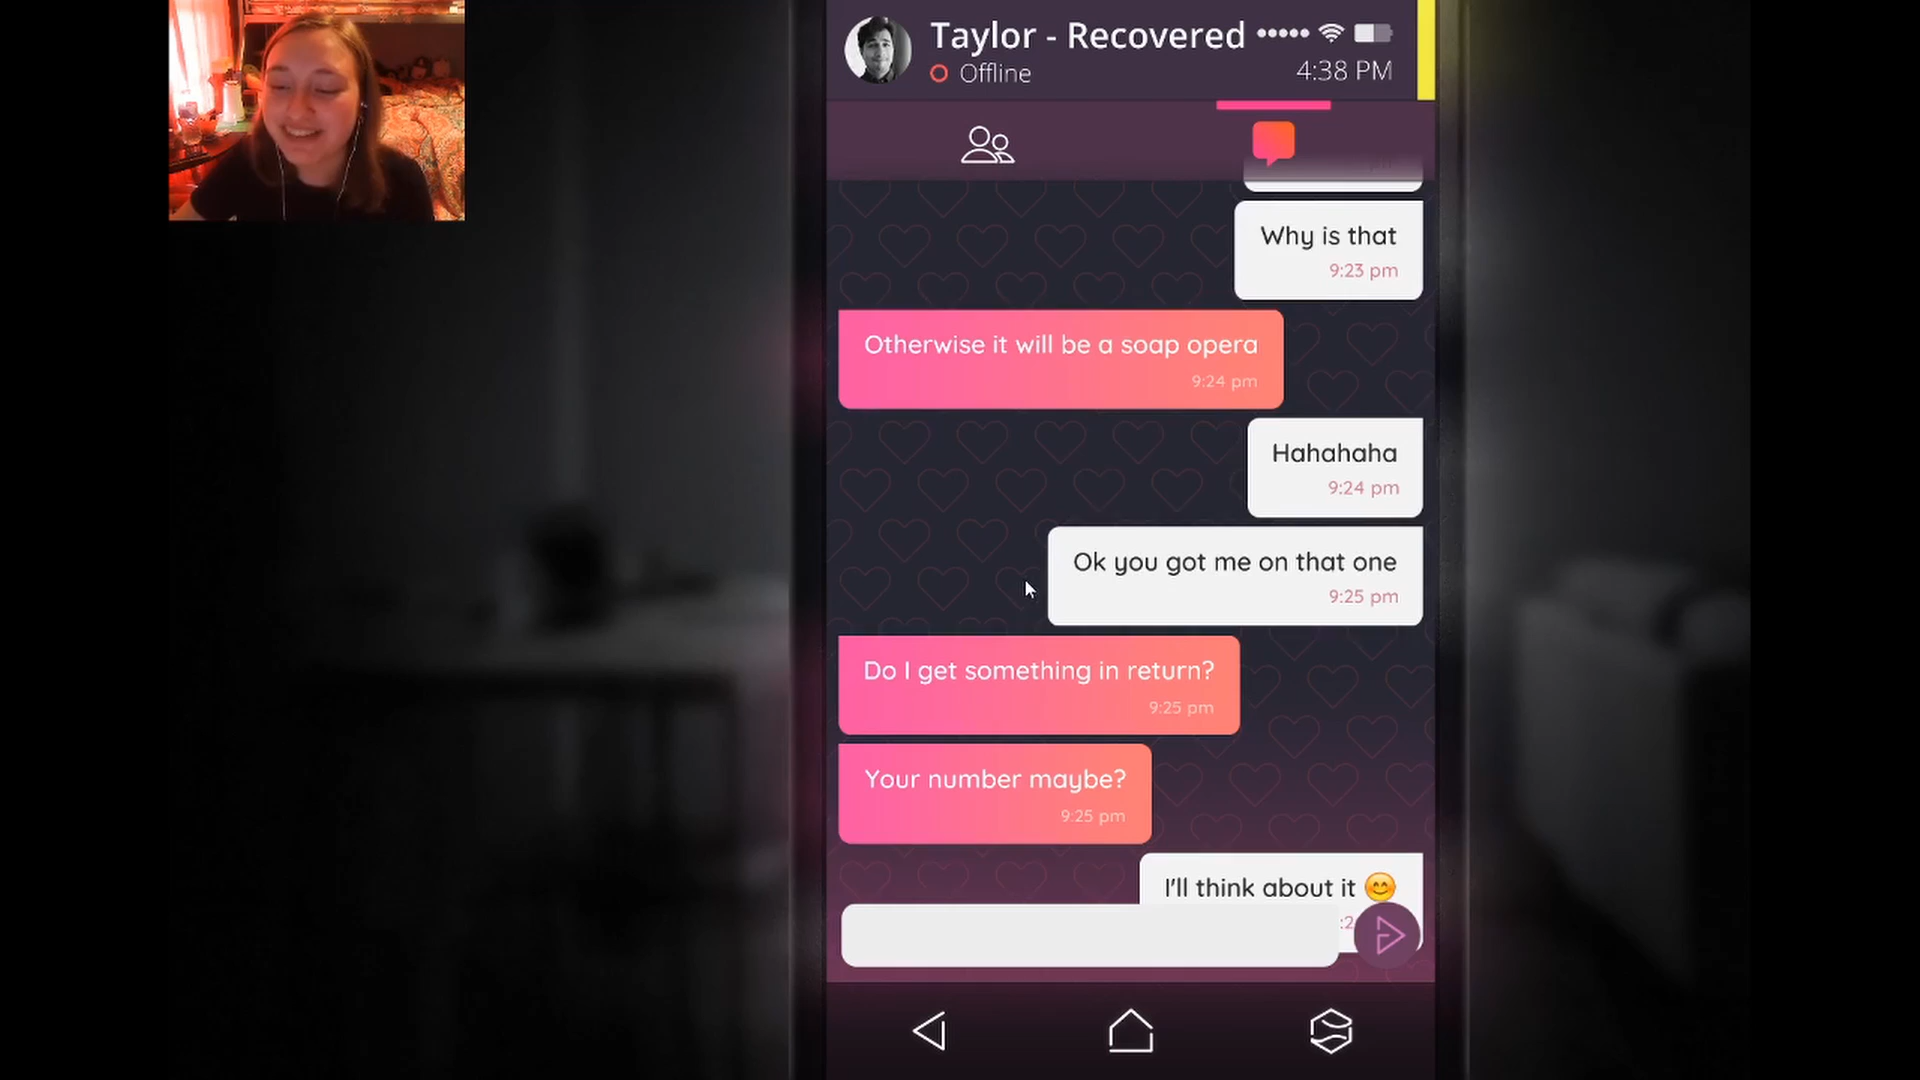 Taylor - Recovered
Offline
4:38 PM
Why is that
9:23 pm
Otherwise it will be a soap opera
9:24 pm
Hahahaha
9:24 pm
Ok you got me on that one
9:25 pm
Do I get something in return?
9:25 pm
Your number maybe?
9:25 pm
I'll think about it 😊